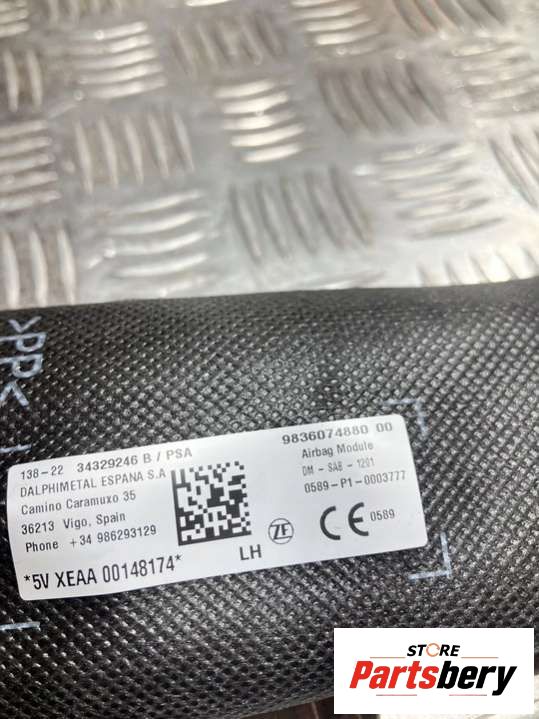 >PP<
138-22 34329246 B / PSA
DALPHIMETAL ESPANA S.A
Camino Caramuxo 35
36213 Vigo, Spain
Phone +34 986293129
*5V XEAA 00148174*
LH
ZF
9836074880 00
Airbag Module
DM - SAB - 1201
0589-P1-0003777
CE 0589
STORE
Partsbery